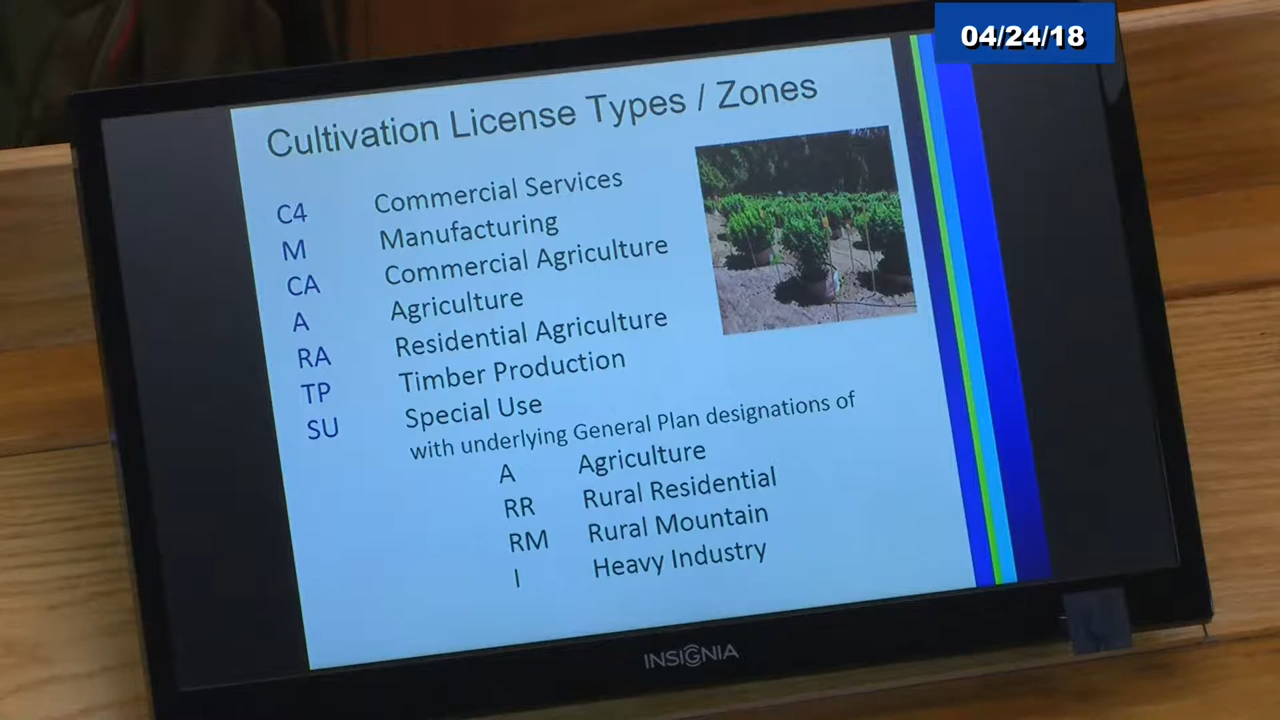 04/24/18
Cultivation License Types / Zones
C4 Commercial Services
M Manufacturing
CA Commercial Agriculture
A Agriculture
RA Residential Agriculture
TP Timber Production
SU Special Use
with underlying General Plan designations of
A Agriculture
RR Rural Residential
RM Rural Mountain
I Heavy Industry
INSIGNIA